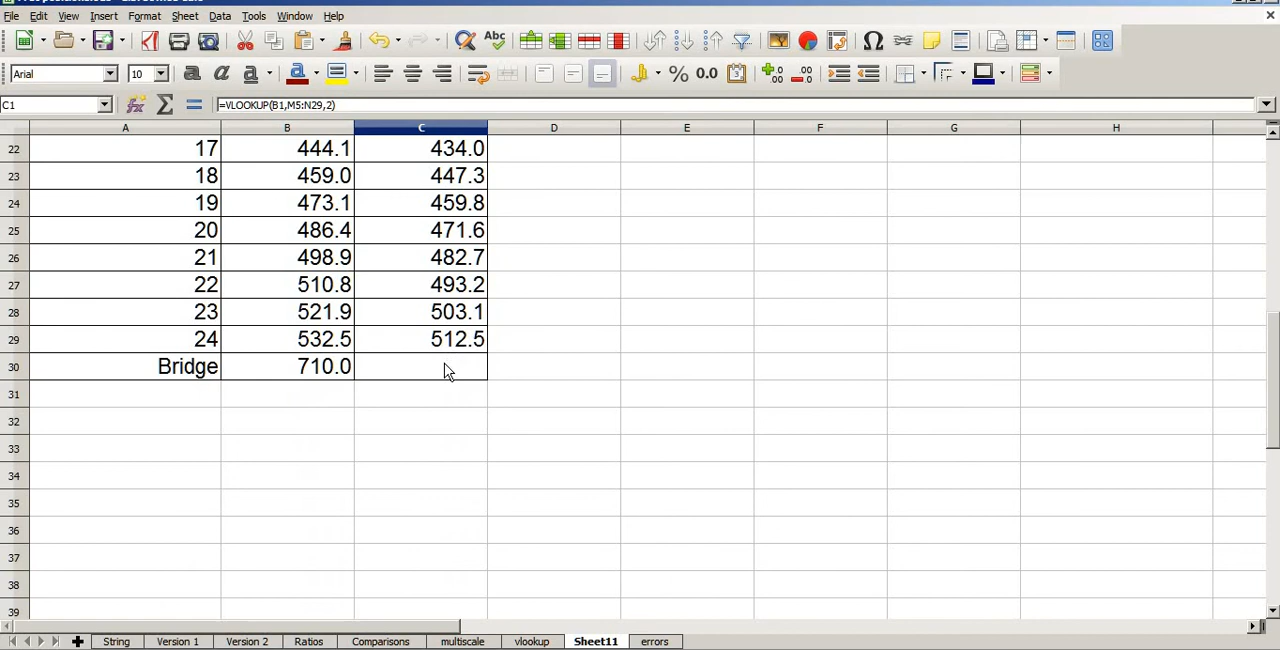 File Edit View Insert Format Sheet Data Tools Window Help
Arial 10
C1 =VLOOKUP(B1,M5:N29,2)
A B C D E F G H
22 17 444.1 434.0
23 18 459.0 447.3
24 19 473.1 459.8
25 20 486.4 471.6
26 21 498.9 482.7
27 22 510.8 493.2
28 23 521.9 503.1
29 24 532.5 512.5
30 Bridge 710.0
31
32
33
34
35
36
37
38
39
String Version 1 Version 2 Ratios Comparisons multiscale vlookup Sheet11 errors